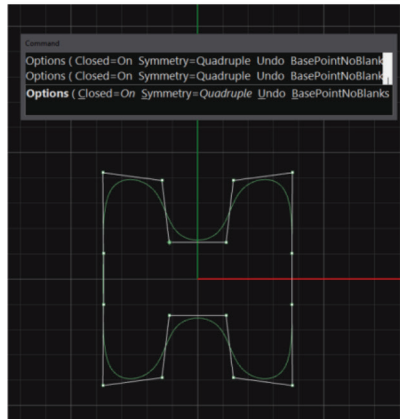 Command
Options ( Closed=On Symmetry=Quadruple Undo BasePointNoBlank
Options ( Closed=On Symmetry=Quadruple Undo BasePointNoBlank
Options ( Closed=On Symmetry=Quadruple Undo BasePointNoBlanks